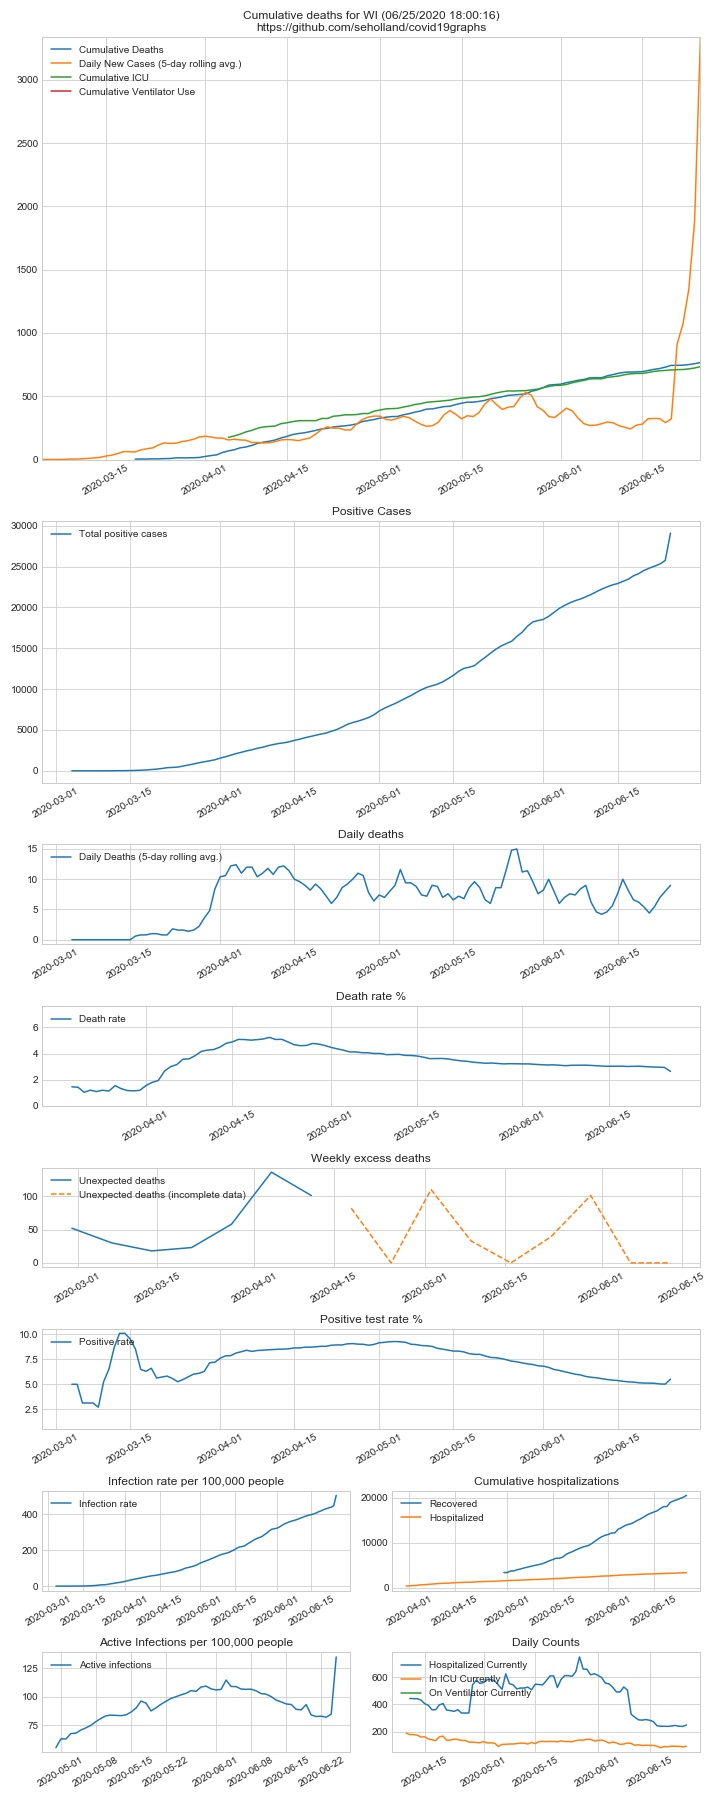 Cumulative deaths for WI (06/25/2020 18:00:16)
https://github.com/seholland/covid19graphs
Cumulative Deaths
Daily New Cases (5-day rolling avg.)
Cumulative ICU
Cumulative Ventilator Use
3000
2500
2000
1500
1000
500
0
2020-03-15 2020-04-01 2020-04-15 2020-05-01 2020-05-15 2020-06-01 2020-06-15
Positive Cases
Total positive cases
30000
25000
20000
15000
10000
5000
0
2020-03-01 2020-03-15 2020-04-01 2020-04-15 2020-05-01 2020-05-15 2020-06-01 2020-06-15
Daily deaths
Daily Deaths (5-day rolling avg.)
15
10
5
0
2020-03-01 2020-03-15 2020-04-01 2020-04-15 2020-05-01 2020-05-15 2020-06-01 2020-06-15
Death rate %
Death rate
6
4
2
0
2020-04-01 2020-04-15 2020-05-01 2020-05-15 2020-06-01 2020-06-15
Weekly excess deaths
Unexpected deaths
Unexpected deaths (incomplete data)
100
50
0
2020-03-01 2020-03-15 2020-04-01 2020-04-15 2020-05-01 2020-05-15 2020-06-01 2020-06-15
Positive test rate %
Positive rate
10.0
7.5
5.0
2.5
2020-03-01 2020-03-15 2020-04-01 2020-04-15 2020-05-01 2020-05-15 2020-06-01 2020-06-15
Infection rate per 100,000 people
Infection rate
400
200
0
2020-03-01 2020-03-15 2020-04-01 2020-04-15 2020-05-01 2020-05-15 2020-06-01 2020-06-15
Cumulative hospitalizations
Recovered
Hospitalized
20000
10000
0
2020-04-01 2020-04-15 2020-05-01 2020-05-15 2020-06-01 2020-06-15
Active Infections per 100,000 people
Active infections
125
100
75
2020-05-01 2020-05-08 2020-05-15 2020-05-22 2020-06-01 2020-06-08 2020-06-15 2020-06-22
Daily Counts
Hospitalized Currently
In ICU Currently
On Ventilator Currently
600
400
200
2020-04-15 2020-05-01 2020-05-15 2020-06-01 2020-06-15